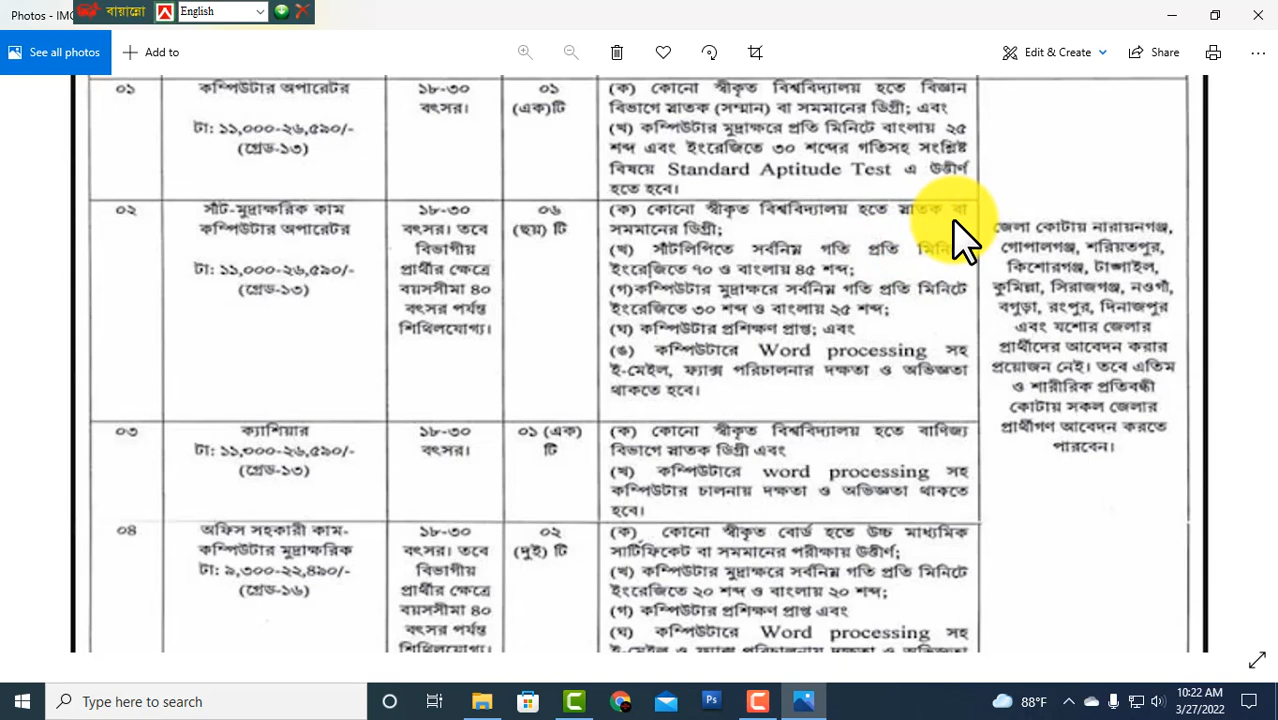 Photos - IMG
বায়ান্নো
English
See all photos
Add to
Edit & Create
Share
০১
কম্পিউটার অপারেটর
টা: ১১,০০০-২৬,৫৯০/-
(গ্রেড-১৩)
১৮-৩০
বৎসর।
০১
(এক)টি
(ক) কোনো স্বীকৃত বিশ্ববিদ্যালয় হতে বিজ্ঞান
বিভাগে স্নাতক (সম্মান) বা সমমানের ডিগ্রী; এবং
(খ) কম্পিউটার মুদ্রাক্ষরে প্রতি মিনিটে বাংলায় ২৫
শব্দ এবং ইংরেজিতে ৩০ শব্দের গতিসহ সংশ্লিষ্ট
বিষয়ে Standard Aptitude Test এ উত্তীর্ণ
হতে হবে।
০২
সাঁট-মুদ্রাক্ষরিক কাম
কম্পিউটার অপারেটর
টা: ১১,০০০-২৬,৫৯০/-
(গ্রেড-১৩)
১৮-৩০
বৎসর। তবে
বিভাগীয়
প্রার্থীর ক্ষেত্রে
বয়সসীমা ৪০
বৎসর পর্যন্ত
শিথিলযোগ্য।
০৬
(ছয়) টি
(ক) কোনো স্বীকৃত বিশ্ববিদ্যালয় হতে স্নাতক বা
সমমানের ডিগ্রী;
(খ) সাঁটলিপিতে সর্বনিম্ন গতি প্রতি
ইংরেজিতে ৭০ ও বাংলায় ৪৫ শব্দ;
(গ)কম্পিউটার মুদ্রাক্ষরে সর্বনিম্ন গতি প্রতি মিনিটে
ইংরেজিতে ৩০ শব্দ ও বাংলায় ২৫ শব্দ;
(ঘ) কম্পিউটার প্রশিক্ষণ প্রাপ্ত; এবং
(ঙ) কম্পিউটারে Word processing সহ
ই-মেইল, ফ্যাক্স পরিচালনার দক্ষতা ও অভিজ্ঞতা
থাকতে হবে।
জেলা কোটায় নারায়নগঞ্জ,
গোপালগঞ্জ, শরিয়তপুর,
কিশোরগঞ্জ, টাঙ্গাইল,
কুমিল্লা, সিরাজগঞ্জ, নওগাঁ,
বগুড়া, রংপুর, দিনাজপুর
এবং যশোর জেলার
প্রার্থীদের আবেদন করার
প্রয়োজন নেই। তবে এতিম
ও শারীরিক প্রতিবন্ধী
কোটায় সকল জেলার
প্রার্থীগণ আবেদন করতে
পারবেন।
০৩
ক্যাশিয়ার
টা: ১১,০০০-২৬,৫৯০/-
(গ্রেড-১৩)
১৮-৩০
বৎসর।
০১ (এক)
টি
(ক) কোনো স্বীকৃত বিশ্ববিদ্যালয় হতে বাণিজ্য
বিভাগে স্নাতক ডিগ্রী এবং
(খ) কম্পিউটারে word processing সহ
কম্পিউটার চালনায় দক্ষতা ও অভিজ্ঞতা থাকতে
হবে।
০৪
অফিস সহকারী কাম-
কম্পিউটার মুদ্রাক্ষরিক
টা: ৯,৩০০-২২,৪৯০/-
(গ্রেড-১৬)
১৮-৩০
বৎসর। তবে
বিভাগীয়
প্রার্থীর ক্ষেত্রে
বয়সসীমা ৪০
বৎসর পর্যন্ত
শিথিলযোগ্য।
০২
(দুই) টি
(ক) কোনো স্বীকৃত বোর্ড হতে উচ্চ মাধ্যমিক
সার্টিফিকেট বা সমমানের পরীক্ষায় উত্তীর্ণ;
(খ) কম্পিউটার মুদ্রাক্ষরে সর্বনিম্ন গতি প্রতি মিনিটে
ইংরেজিতে ২০ শব্দ ও বাংলায় ২০ শব্দ;
(গ) কম্পিউটার প্রশিক্ষণ প্রাপ্ত এবং
(ঘ) কম্পিউটারে Word processing সহ
ই-মেইল ও ফ্যাক্স পরিচালনায় দক্ষতা ও অভিজ্ঞতা
Type here to search
Ps
88°F
10:22 AM
3/27/2022